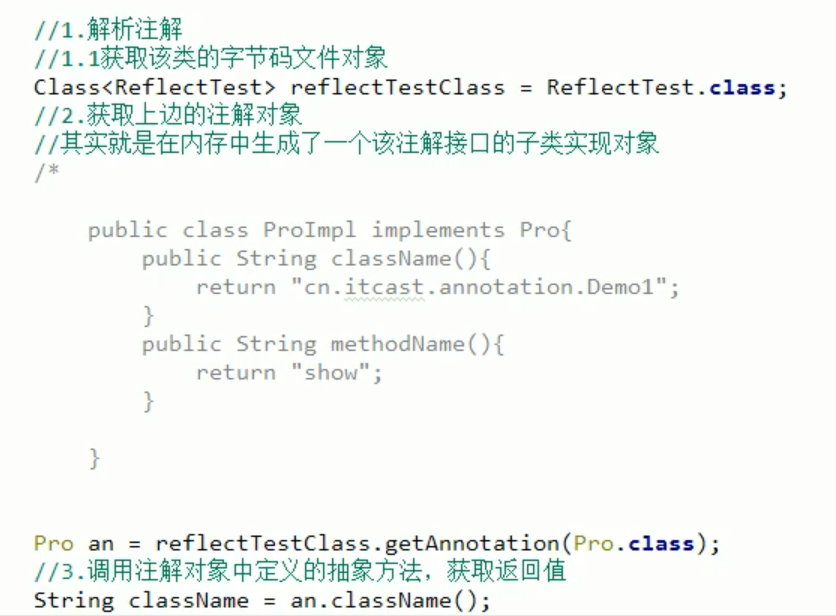 //1.解析注解
//1.1获取该类的字节码文件对象
Class<ReflectTest> reflectTestClass = ReflectTest.class;
//2.获取上边的注解对象
//其实就是在内存中生成了一个该注解接口的子类实现对象
/*
public class ProImpl implements Pro{
public String className(){
return "cn.itcast.annotation.Demo1";
}
public String methodName(){
return "show";
}
}
Pro an = reflectTestClass.getAnnotation(Pro.class);
//3.调用注解对象中定义的抽象方法，获取返回值
String className = an.className();